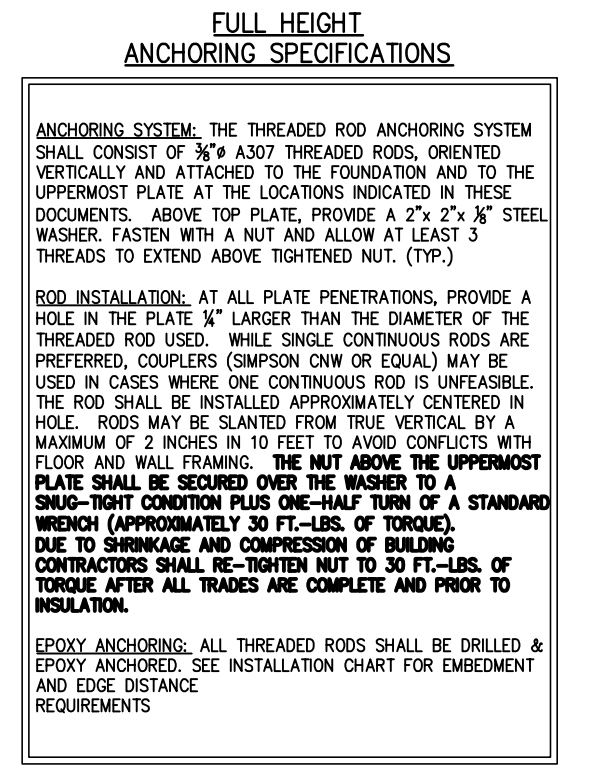 FULL HEIGHT
ANCHORING SPECIFICATIONS
ANCHORING SYSTEM: THE THREADED ROD ANCHORING SYSTEM
SHALL CONSIST OF ⅜"ø A307 THREADED RODS, ORIENTED
VERTICALLY AND ATTACHED TO THE FOUNDATION AND TO THE
UPPERMOST PLATE AT THE LOCATIONS INDICATED IN THESE
DOCUMENTS. ABOVE TOP PLATE, PROVIDE A 2"x 2"x ⅛" STEEL
WASHER. FASTEN WITH A NUT AND ALLOW AT LEAST 3
THREADS TO EXTEND ABOVE TIGHTENED NUT. (TYP.)
ROD INSTALLATION: AT ALL PLATE PENETRATIONS, PROVIDE A
HOLE IN THE PLATE ¼" LARGER THAN THE DIAMETER OF THE
THREADED ROD USED. WHILE SINGLE CONTINUOUS RODS ARE
PREFERRED, COUPLERS (SIMPSON CNW OR EQUAL) MAY BE
USED IN CASES WHERE ONE CONTINUOUS ROD IS UNFEASIBLE.
THE ROD SHALL BE INSTALLED APPROXIMATELY CENTERED IN
HOLE. RODS MAY BE SLANTED FROM TRUE VERTICAL BY A
MAXIMUM OF 2 INCHES IN 10 FEET TO AVOID CONFLICTS WITH
FLOOR AND WALL FRAMING. THE NUT ABOVE THE UPPERMOST
PLATE SHALL BE SECURED OVER THE WASHER TO A
SNUG-TIGHT CONDITION PLUS ONE-HALF TURN OF A STANDARD
WRENCH (APPROXIMATELY 30 FT.-LBS. OF TORQUE).
DUE TO SHRINKAGE AND COMPRESSION OF BUILDING
CONTRACTORS SHALL RE-TIGHTEN NUT TO 30 FT.-LBS. OF
TORQUE AFTER ALL TRADES ARE COMPLETE AND PRIOR TO
INSULATION.
EPOXY ANCHORING: ALL THREADED RODS SHALL BE DRILLED &
EPOXY ANCHORED. SEE INSTALLATION CHART FOR EMBEDMENT
AND EDGE DISTANCE
REQUIREMENTS